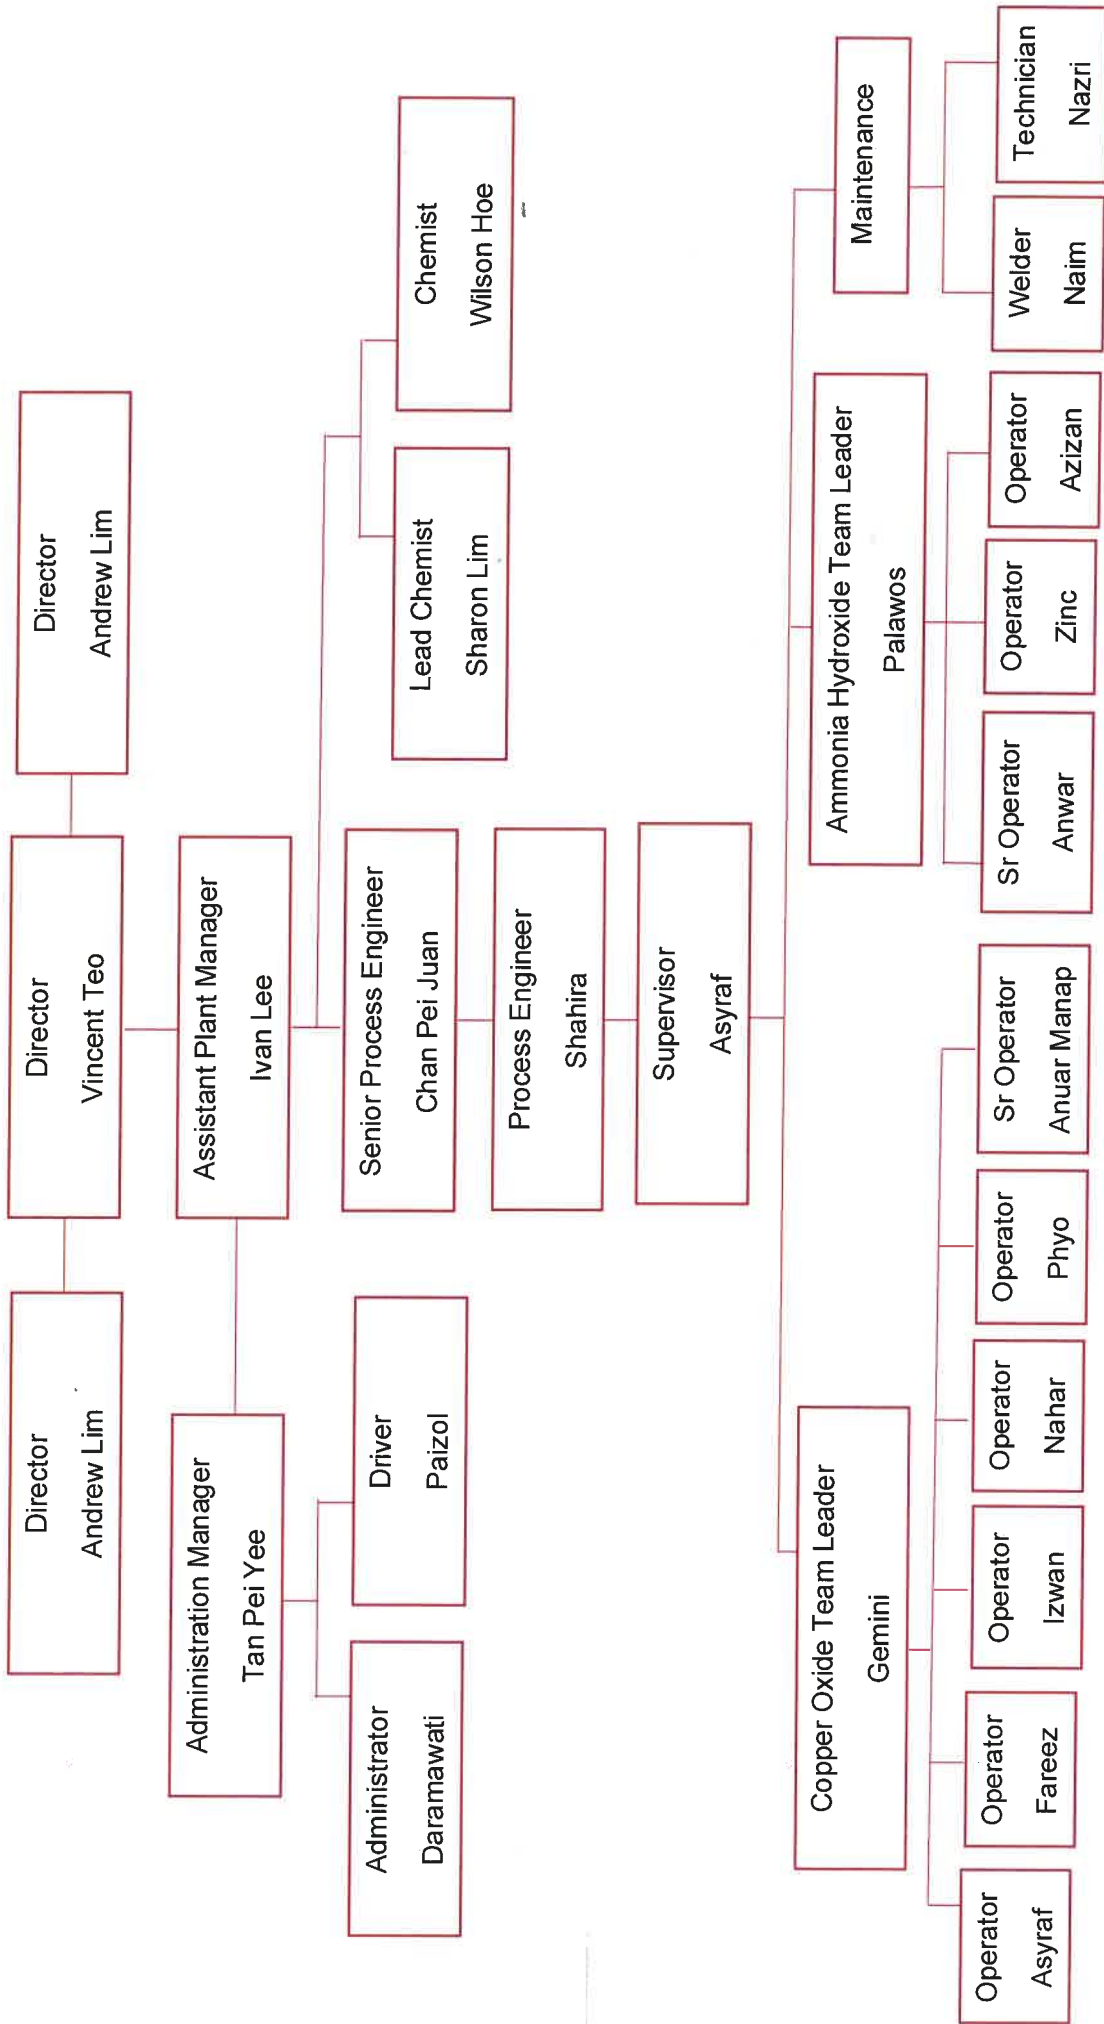 Director
Andrew Lim
Director
Vincent Teo
Director
Andrew Lim
Administration Manager
Tan Pei Yee
Assistant Plant Manager
Ivan Lee
Administrator
Daramawati
Driver
Paizol
Senior Process Engineer
Chan Pei Juan
Lead Chemist
Sharon Lim
Chemist
Wilson Hoe
Process Engineer
Shahira
Supervisor
Asyraf
Copper Oxide Team Leader
Gemini
Ammonia Hydroxide Team Leader
Palawos
Maintenance
Operator
Asyraf
Operator
Fareez
Operator
Izwan
Operator
Nahar
Operator
Phyo
Sr Operator
Anuar Manap
Sr Operator
Anwar
Operator
Zinc
Operator
Azizan
Welder
Naim
Technician
Nazri